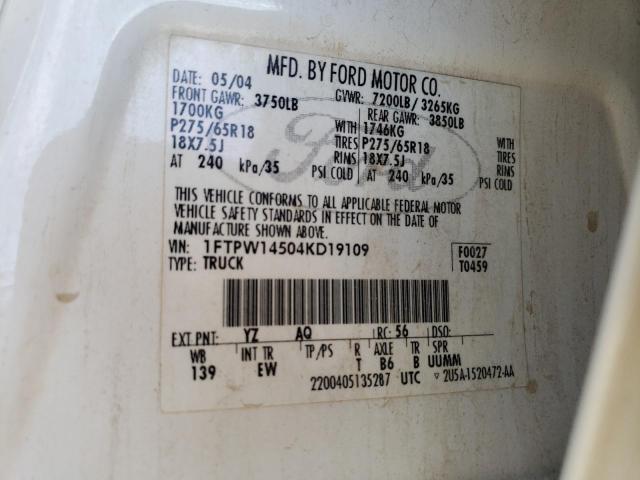 MFD. BY FORD MOTOR CO.
DATE: 05/04 GVWR: 7200LB/ 3265KG
FRONT GAWR: 3750LB REAR GAWR: 3850LB
1700KG WITH 1746KG WITH
P275/65R18 TIRES P275/65R18 TIRES
18X7.5J RIMS 18X7.5J RIMS
AT 240 kPa/35 PSI COLD AT 240 kPa/35 PSI COLD
Ford
THIS VEHICLE CONFORMS TO ALL APPLICABLE FEDERAL MOTOR
VEHICLE SAFETY STANDARDS IN EFFECT ON THE DATE OF
MANUFACTURE SHOWN ABOVE.
VIN: 1FTPW14504KD19109 F0027
TYPE: TRUCK T0459
EXT PNT: YZ AQ RC: 56 DSO:
WB INT TR TP/PS R AXLE TR SPR
139 EW T B6 B UUMM
2200405135287 UTC ▽ 2U5A-1520472-AA